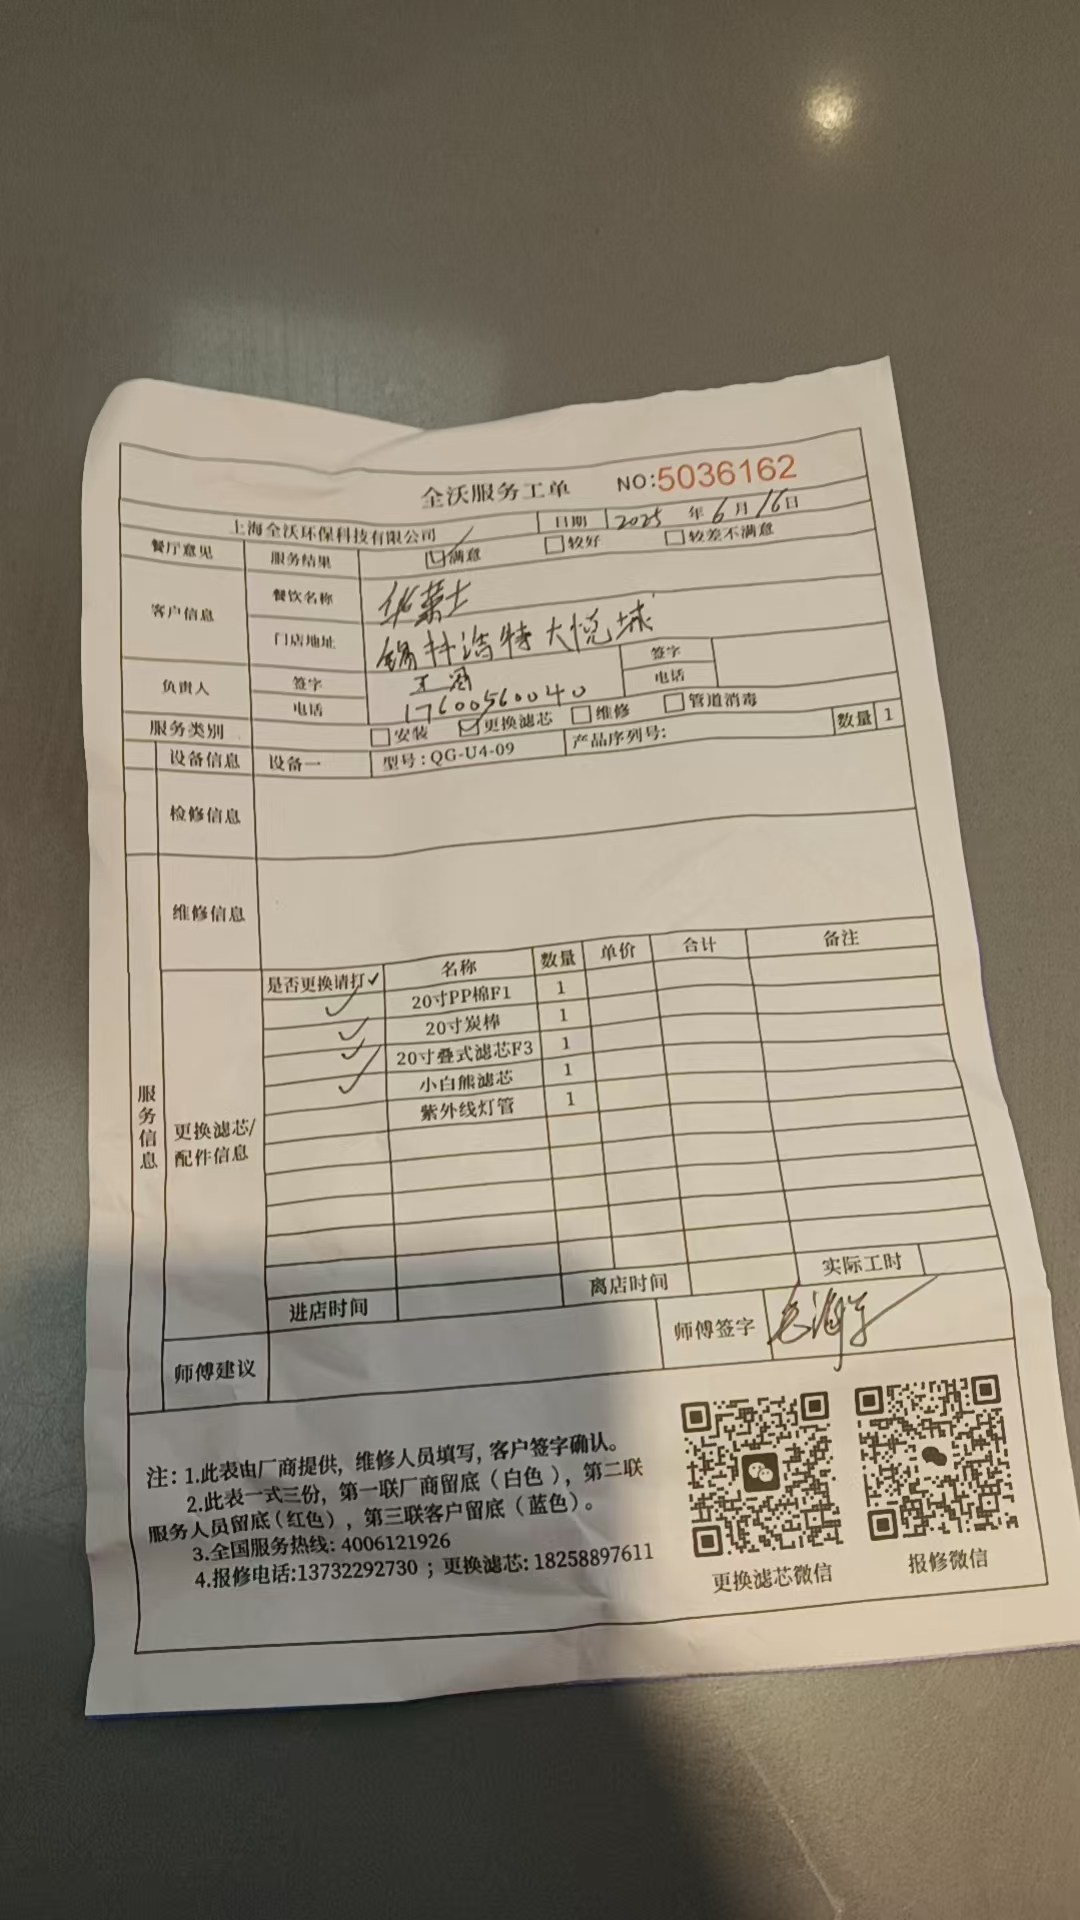 全沃服务工单 NO:5036162
上海全沃环保科技有限公司 日期 2025 年 6 月 16 日
餐厅意见 服务结果 满意 较好 较差不满意
客户信息 餐饮名称 华莱士
门店地址 锡林浩特大悦城
负责人 签字 签字
电话 17600560040 电话
服务类别 安装 更换滤芯 维修 管道消毒
设备信息 设备一 型号:QG-U4-09 产品序列号: 数量 1
检修信息
维修信息
服务信息
更换滤芯/
配件信息
是否更换请打✓ 名称 数量 单价 合计 备注
✓ 20寸PP棉F1 1
✓ 20寸炭棒 1
✓ 20寸叠式滤芯F3 1
✓ 小白熊滤芯 1
紫外线灯管 1
进店时间 离店时间 实际工时
师傅建议 师傅签字
注: 1.此表由厂商提供, 维修人员填写, 客户签字确认。
2.此表一式三份, 第一联厂商留底(白色), 第二联
服务人员留底(红色), 第三联客户留底(蓝色)。
3.全国服务热线: 4006121926
4.报修电话:13732292730 ; 更换滤芯: 18258897611
更换滤芯微信 报修微信